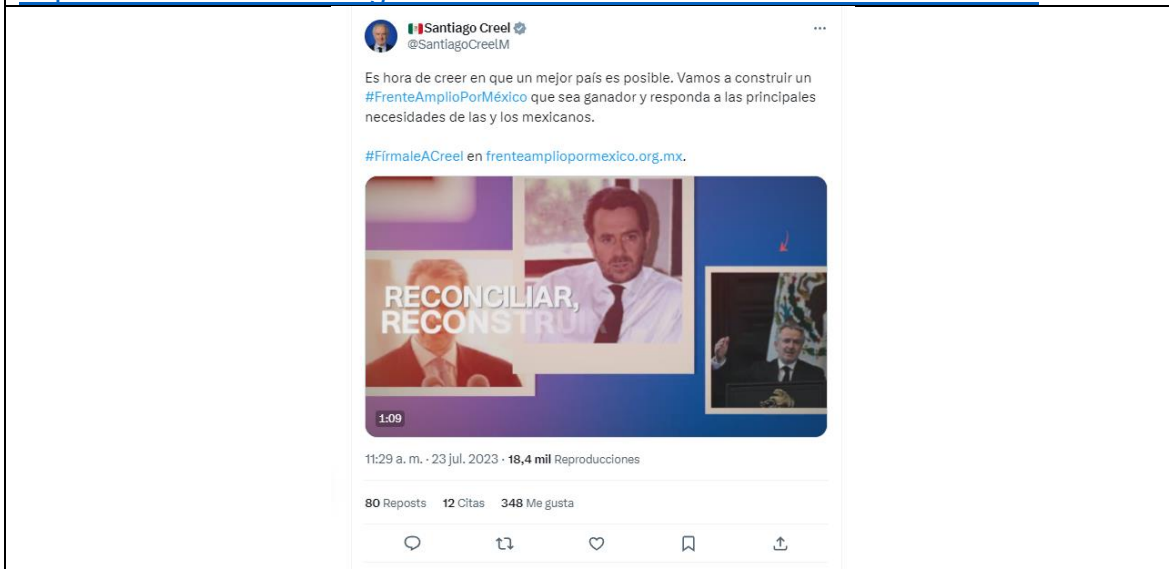 Santiago Creel
@SantiagoCreelM
Es hora de creer en que un mejor país es posible. Vamos a construir un
#FrenteAmplioPorMéxico que sea ganador y responda a las principales
necesidades de las y los mexicanos.
#FírmaleACreel en frenteampliopormexico.org.mx.
RECONCILIAR,
RECONSTRUIR
1:09
11:29 a. m. · 23 jul. 2023 · 18,4 mil Reproducciones
80 Reposts 12 Citas 348 Me gusta